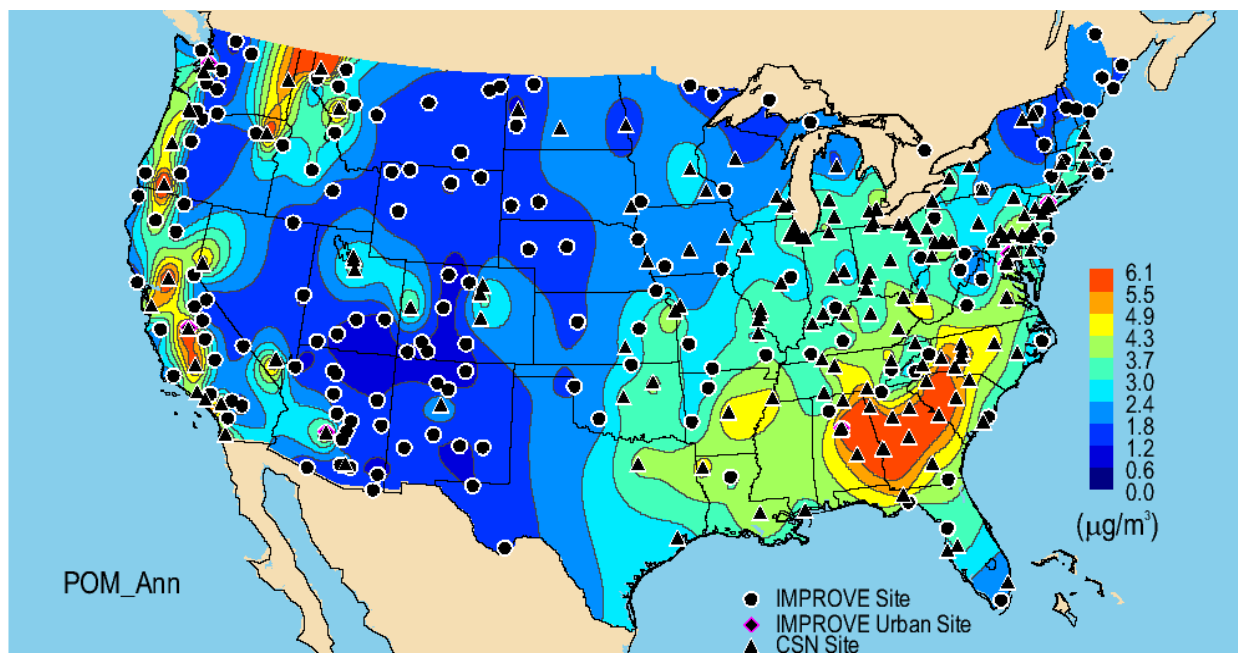 6.1
5.5
4.9
4.3
3.7
3.0
2.4
1.8
1.2
0.6
0.0
(µg/m³)
POM_Ann
IMPROVE Site
IMPROVE Urban Site
CSN Site